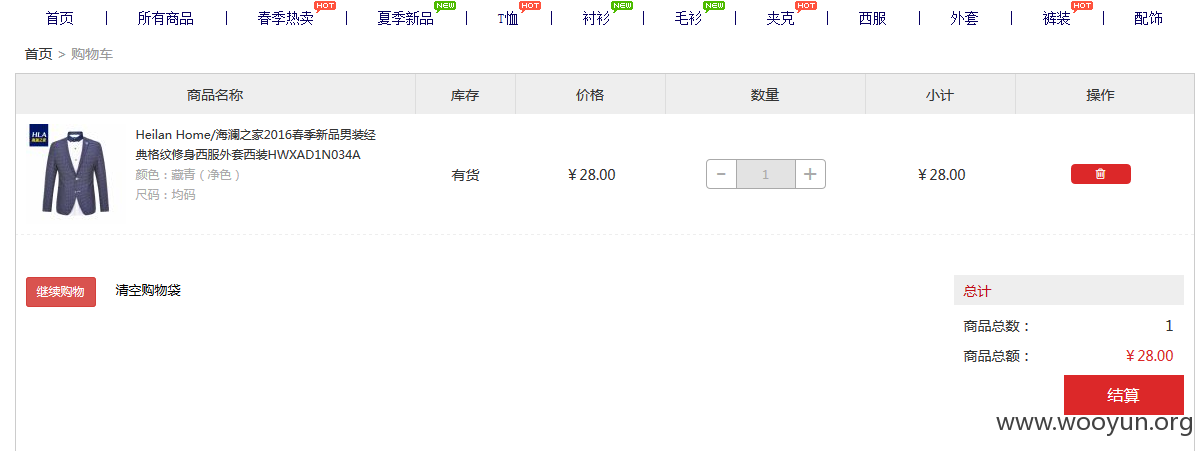 首页 | 所有商品 | 春季热卖 HOT | 夏季新品 NEW | T恤 HOT | 衬衫 NEW | 毛衫 NEW | 夹克 HOT | 西服 | 外套 | 裤装 HOT | 配饰
首页 > 购物车
商品名称 库存 价格 数量 小计 操作
HLA
海澜之家
Heilan Home/海澜之家2016春季新品男装经
典格纹修身西服外套西装HWXAD1N034A
颜色：藏青（净色）
尺码：均码
有货 ¥ 28.00 − 1 + ¥ 28.00
继续购物 清空购物袋
总计
商品总数： 1
商品总额： ¥ 28.00
结算
www.wooyun.org